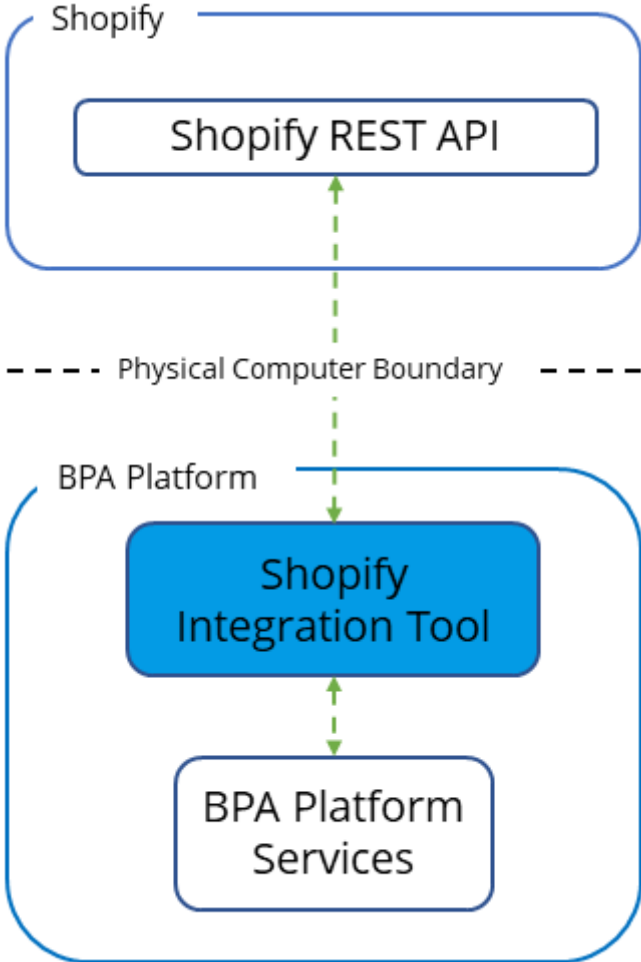 Shopify
Shopify REST API
Physical Computer Boundary
BPA Platform
Shopify
Integration Tool
BPA Platform
Services